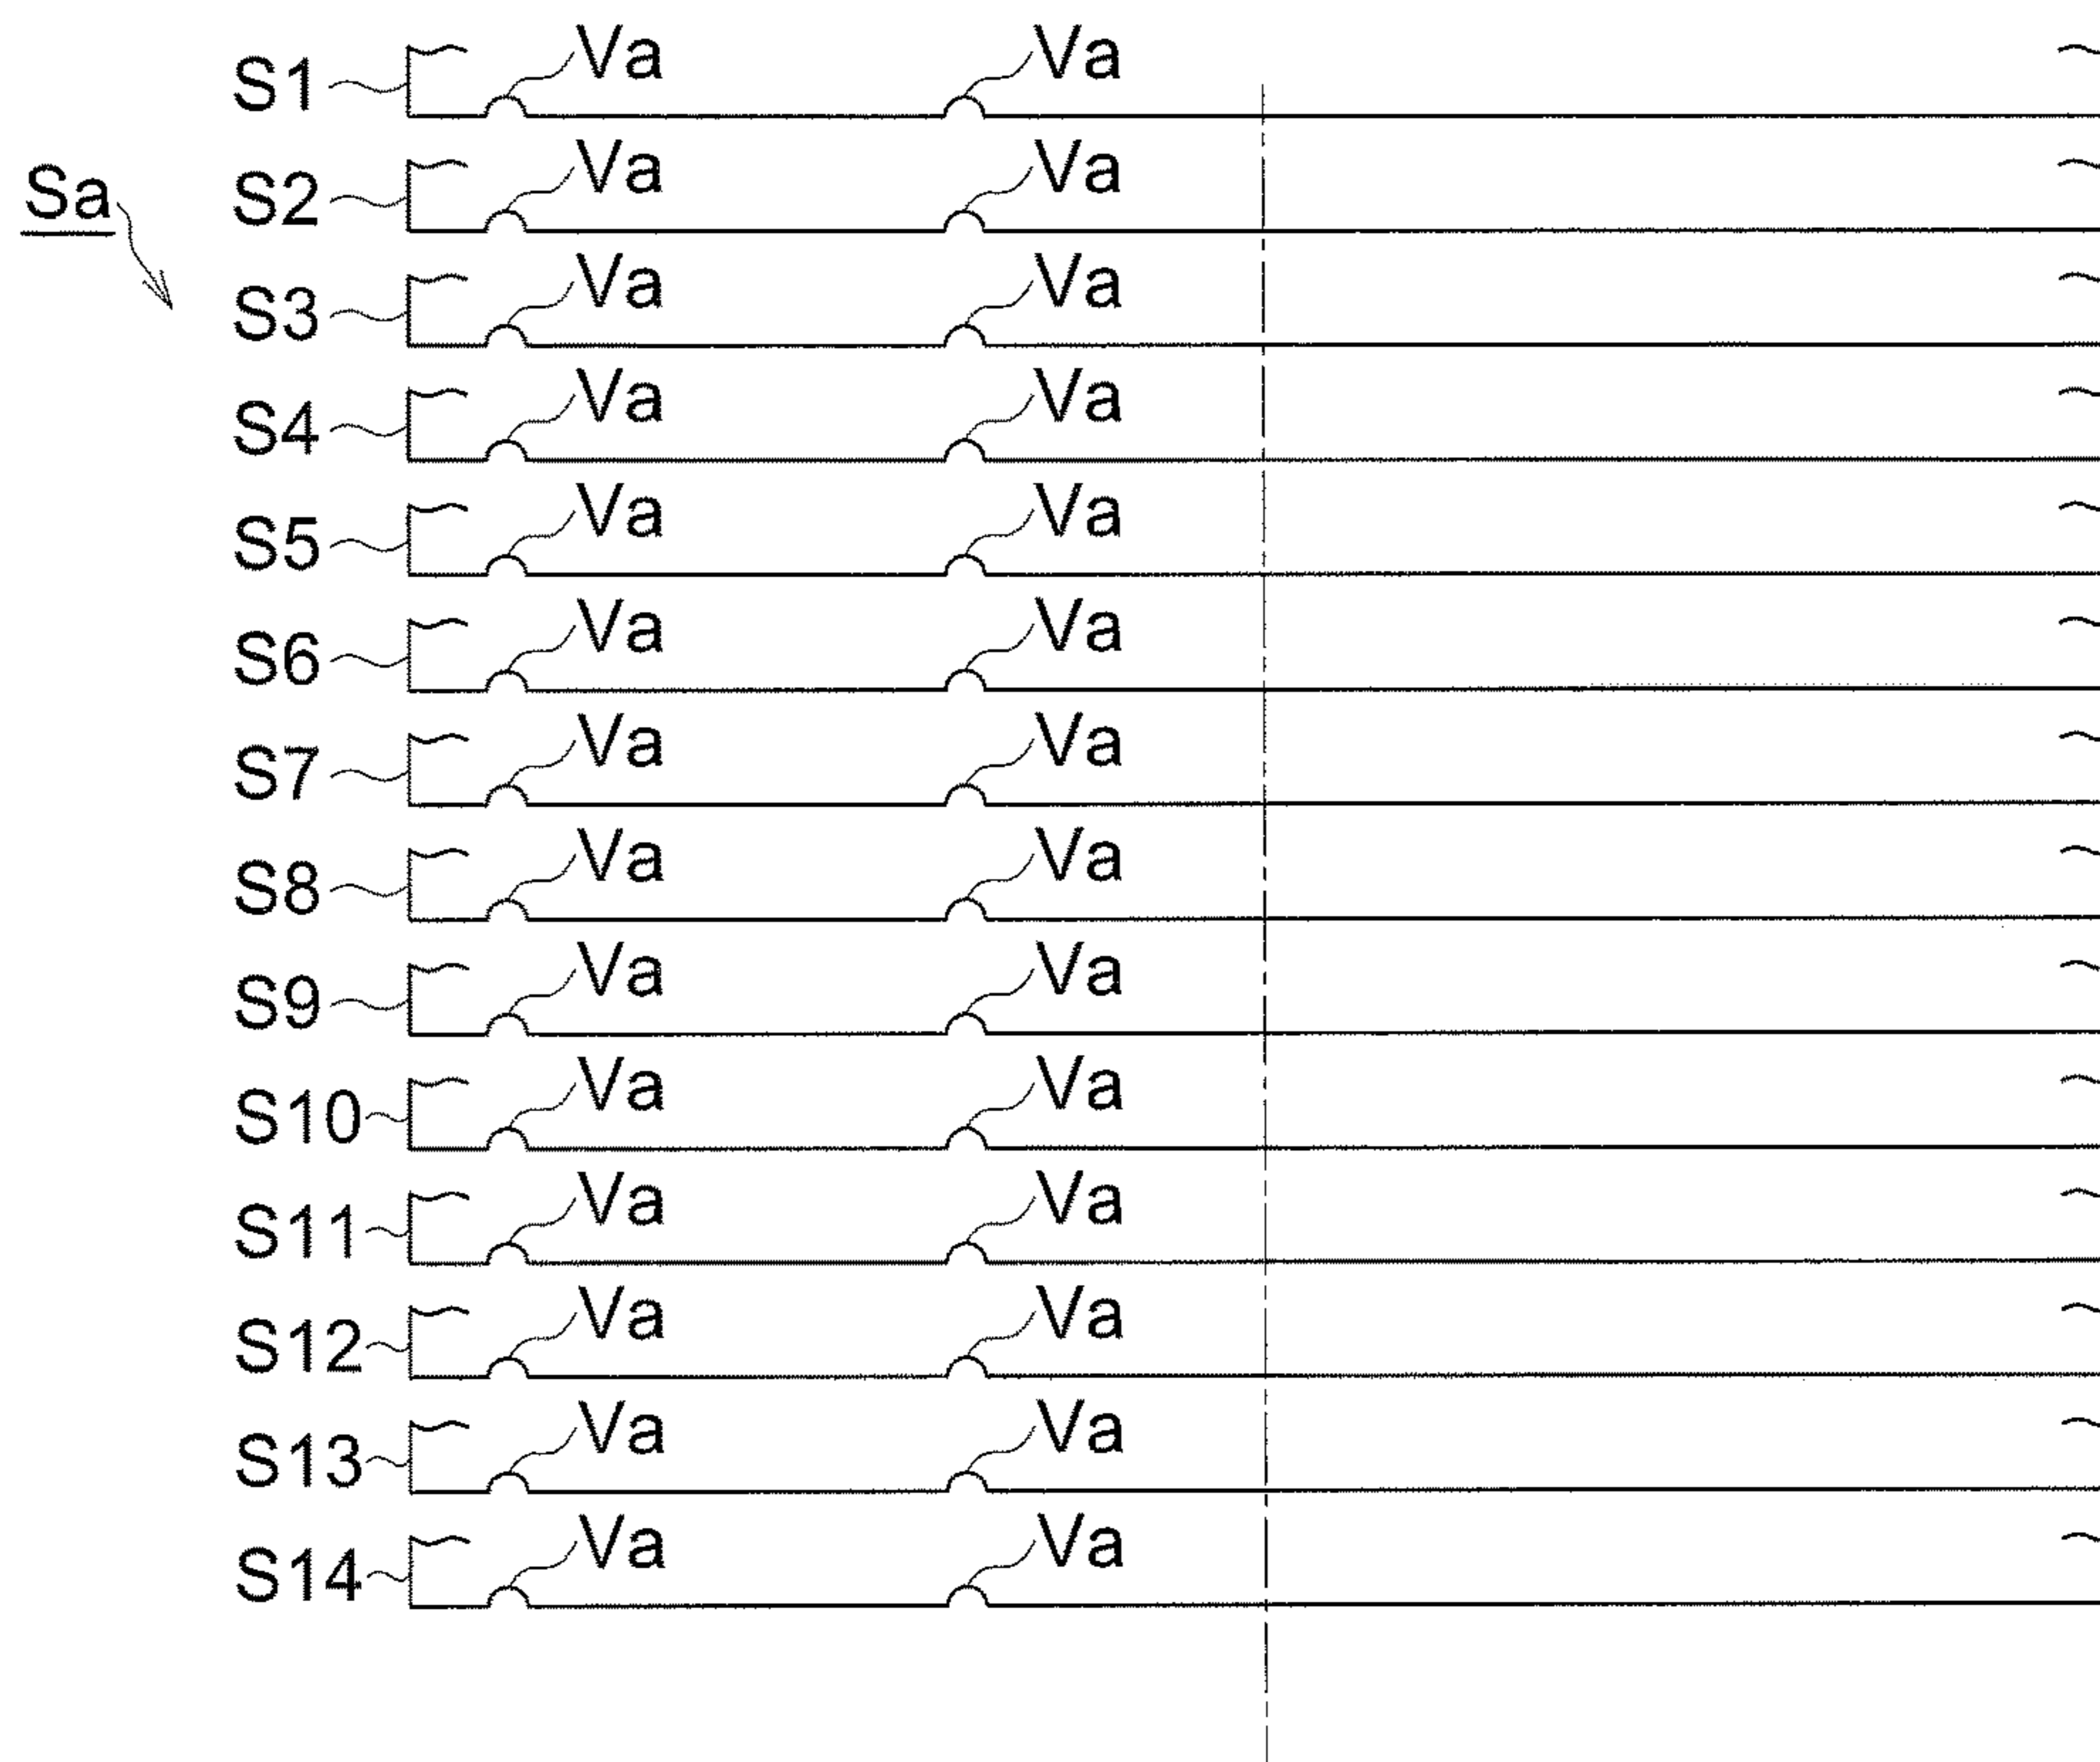 S1 Va Va
Sa
S2 Va Va
S3 Va Va
S4 Va Va
S5 Va Va
S6 Va Va
S7 Va Va
S8 Va Va
S9 Va Va
S10 Va Va
S11 Va Va
S12 Va Va
S13 Va Va
S14 Va Va